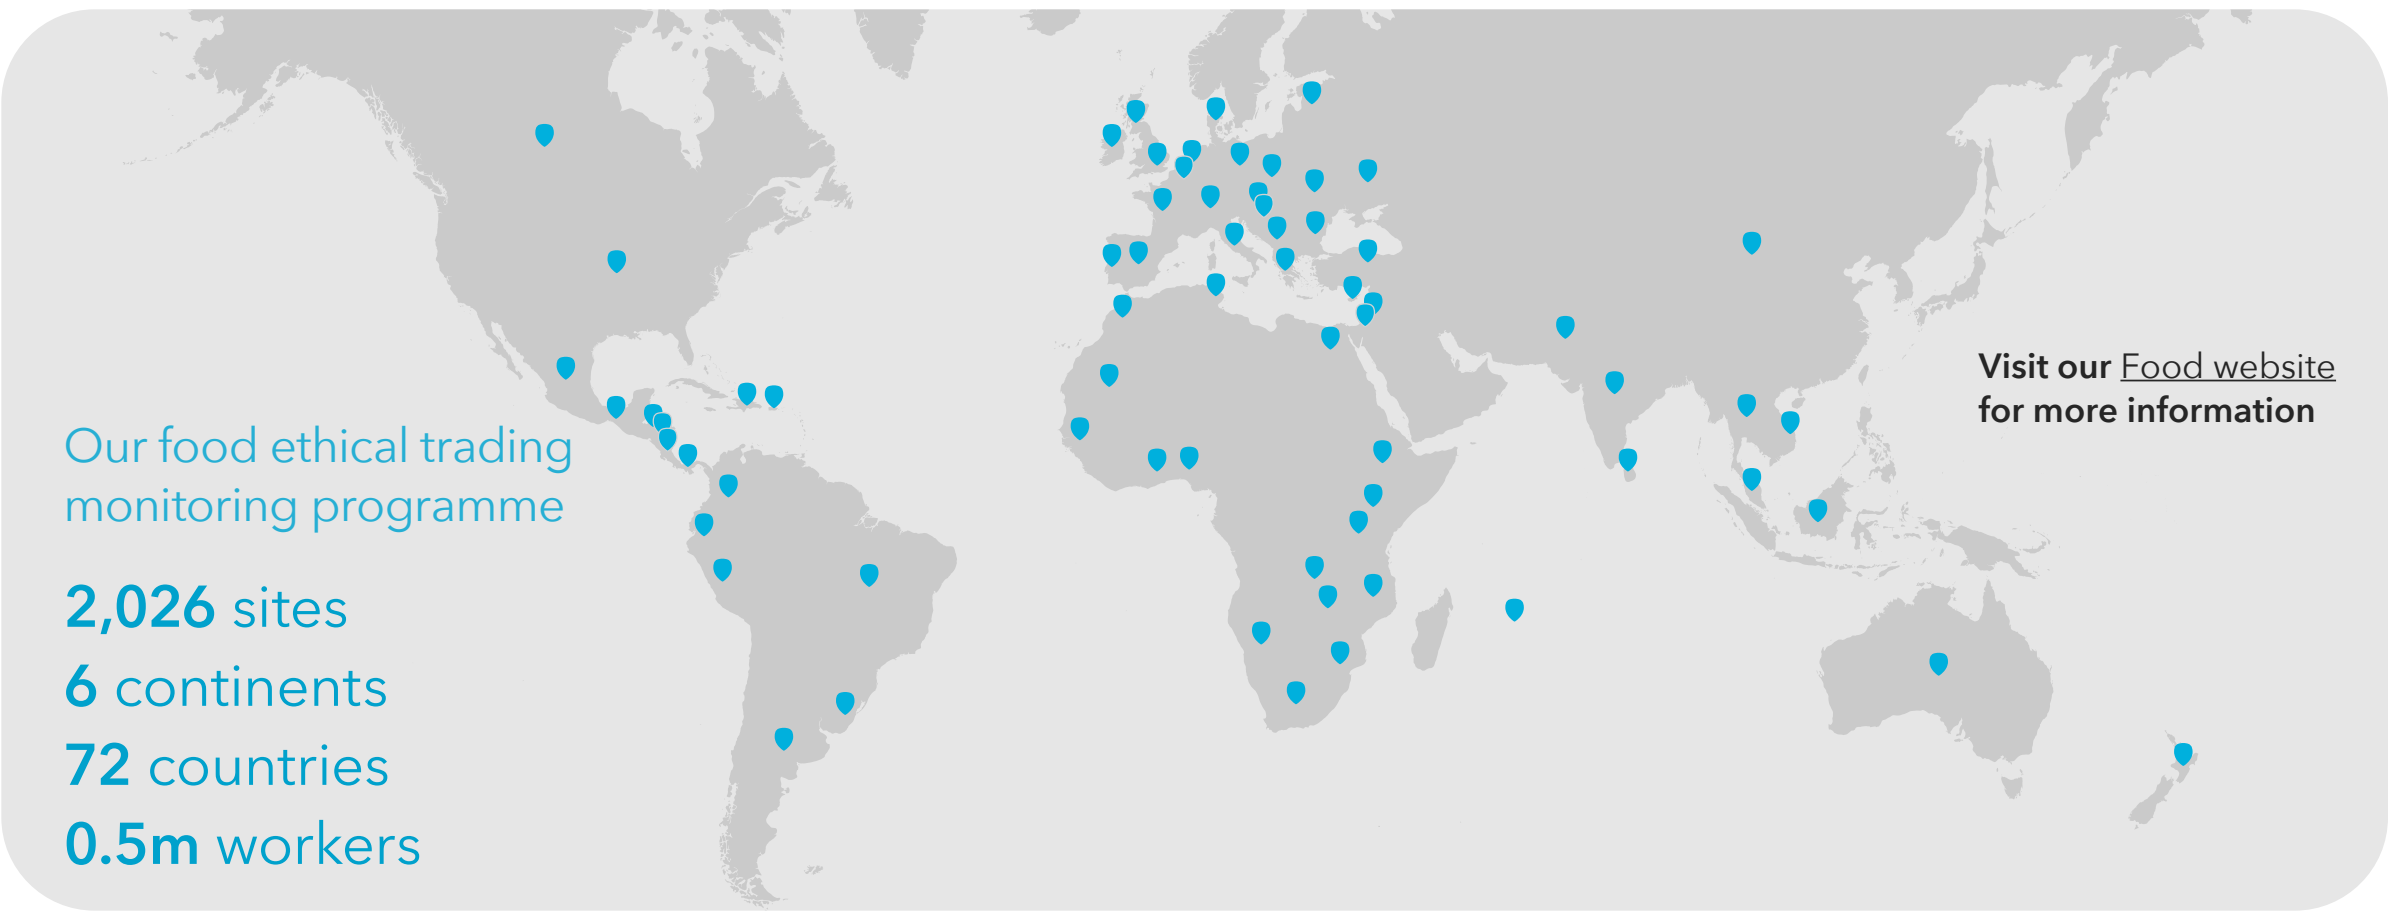 Our food ethical trading
monitoring programme
2,026 sites
6 continents
72 countries
0.5m workers
Visit our Food website
for more information